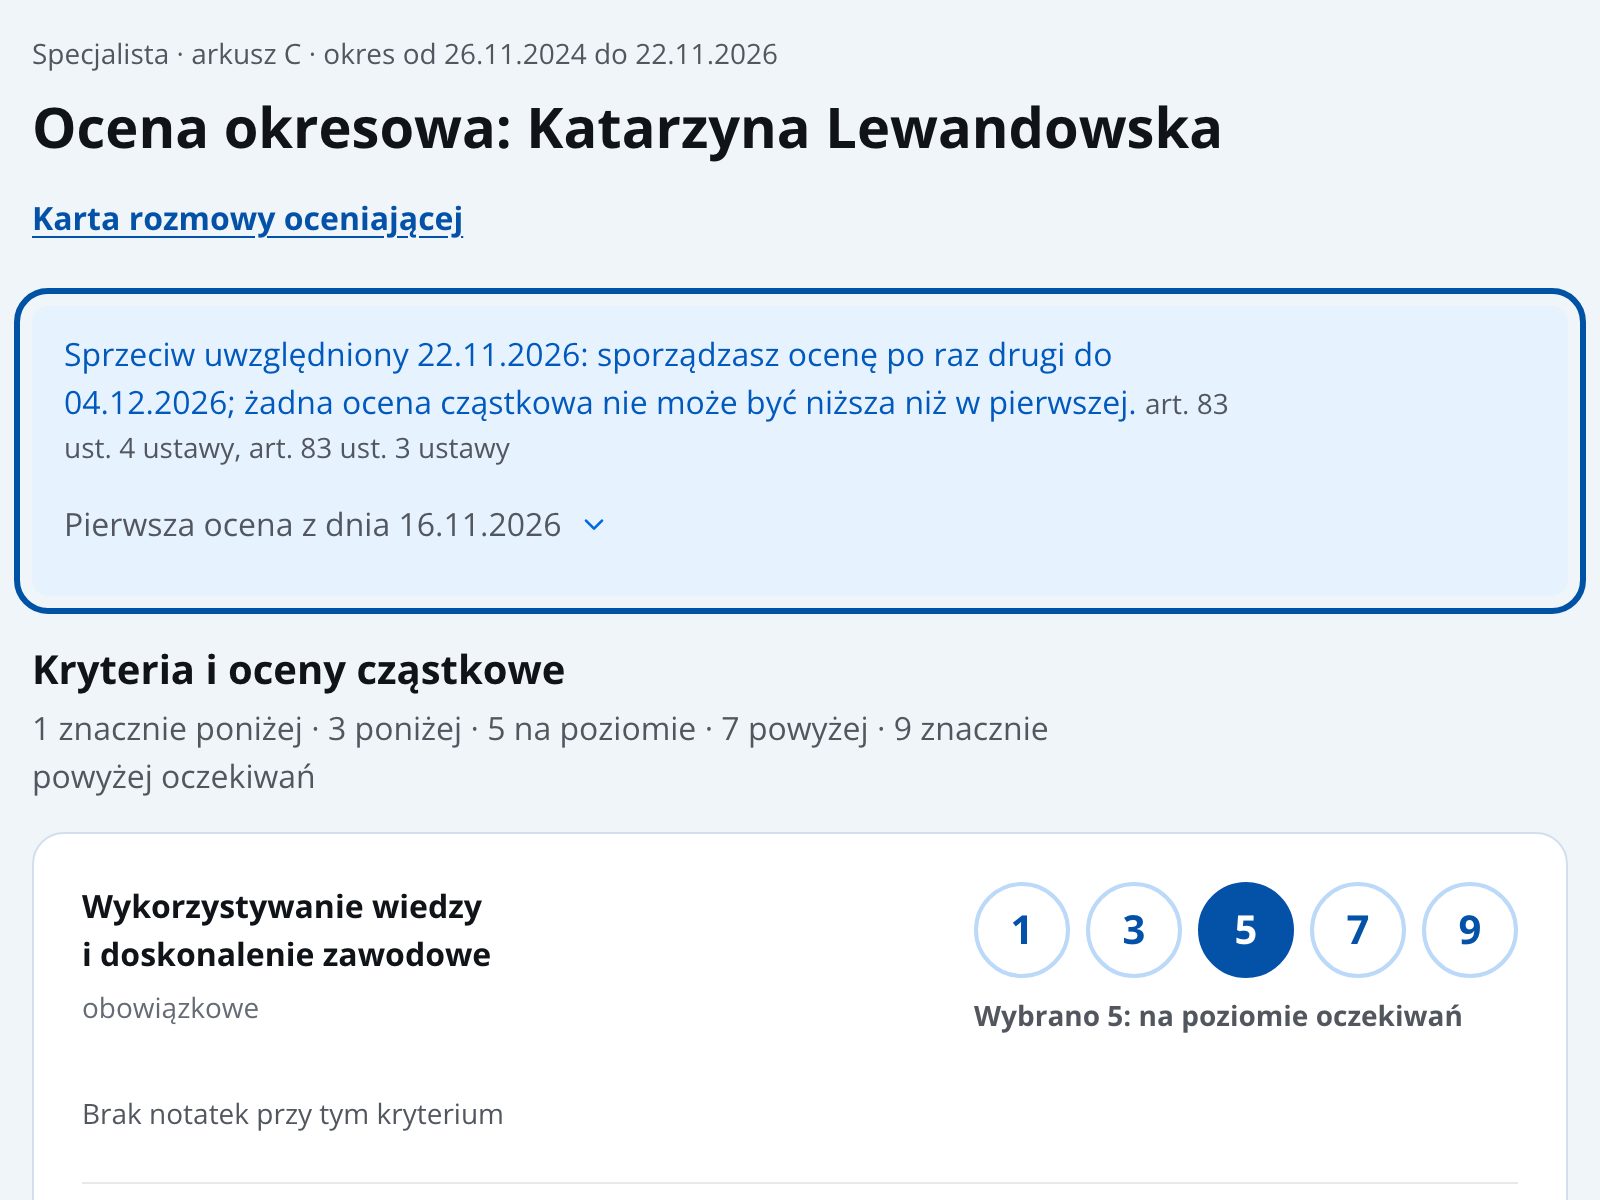 Specjalista · arkusz C · okres od 26.11.2024 do 22.11.2026
Ocena okresowa: Katarzyna Lewandowska
Karta rozmowy oceniającej
Sprzeciw uwzględniony 22.11.2026: sporządzasz ocenę po raz drugi do
04.12.2026; żadna ocena cząstkowa nie może być niższa niż w pierwszej. art. 83
ust. 4 ustawy, art. 83 ust. 3 ustawy
Pierwsza ocena z dnia 16.11.2026
Kryteria i oceny cząstkowe
1 znacznie poniżej · 3 poniżej · 5 na poziomie · 7 powyżej · 9 znacznie
powyżej oczekiwań
Wykorzystywanie wiedzy
i doskonalenie zawodowe
obowiązkowe
1 3 5 7 9
Wybrano 5: na poziomie oczekiwań
Brak notatek przy tym kryterium